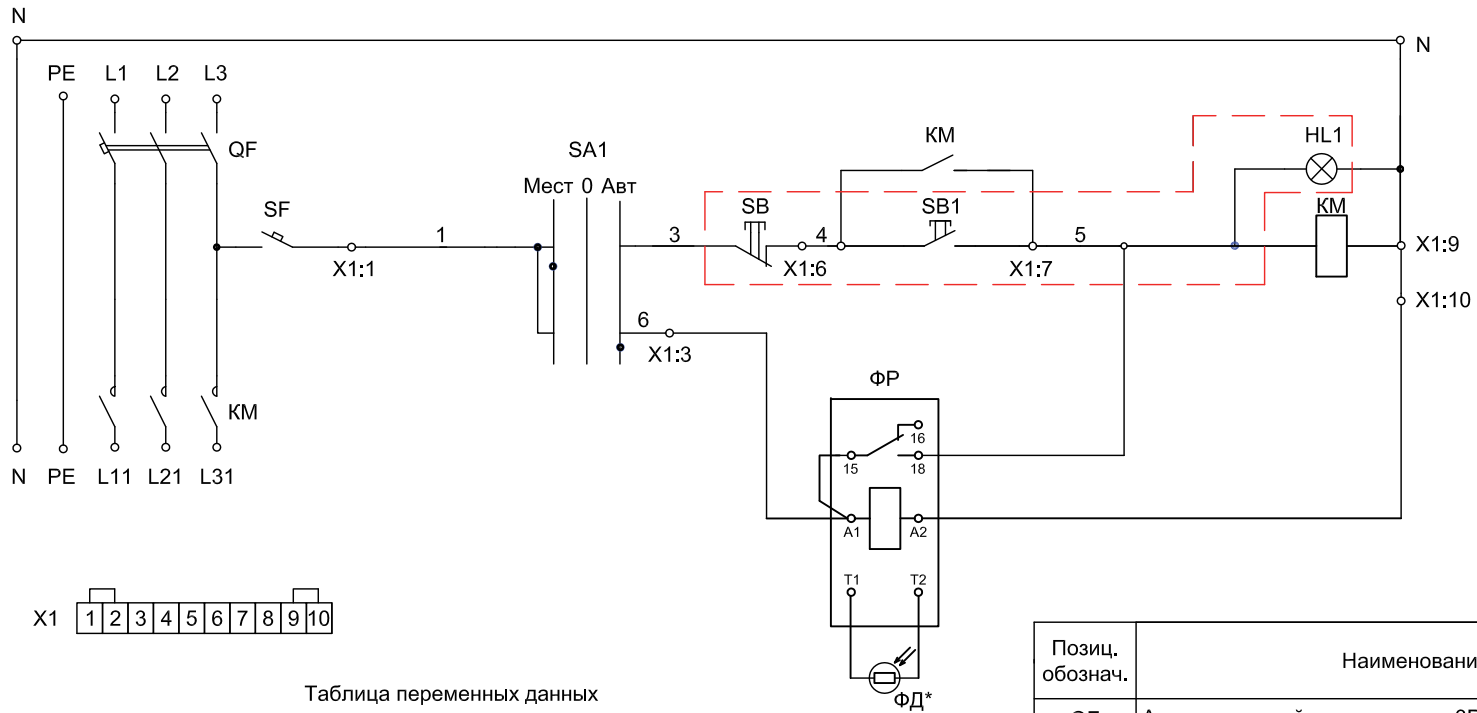 N
N
PE L1 L2 L3
QF
SF
1
X1:1
SA1
Мест 0 Авт
3
SB
4
X1:6
КМ
SB1
X1:7
5
HL1
КМ
X1:9
X1:10
6
X1:3
КМ
N PE L11 L21 L31
ФР
16
15 18
A1 A2
T1 T2
ФД*
X1 1 2 3 4 5 6 7 8 9 10
Таблица переменных данных
Позиц. обознач.
Наименовани